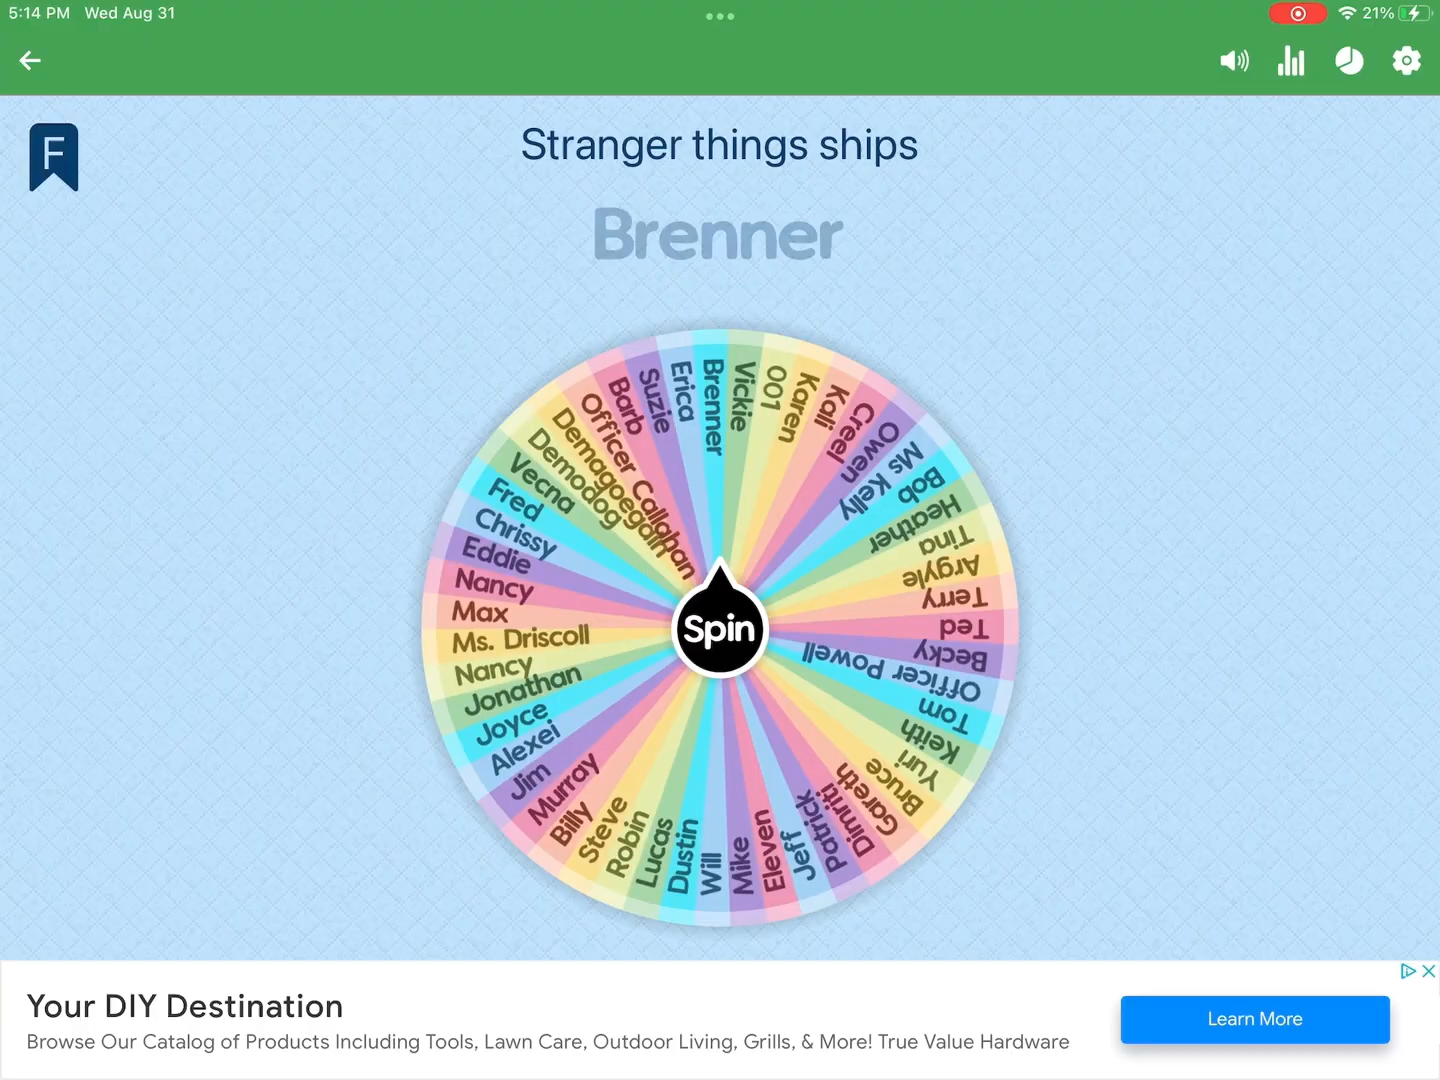 5:14 PM Wed Aug 31
21%
F
Stranger things ships
Brenner
Brenner
Vickie
001
Karen
Kali
Creel
Owen
Ms Kelly
Bob
Heather
Tina
Argyle
Terry
Ted
Becky
Officer Powell
Tom
Keith
Yuri
Bruce
Gareth
Dimriti
Patrick
Jeff
Eleven
Mike
Will
Dustin
Lucas
Robin
Steve
Billy
Murray
Jim
Alexei
Joyce
Jonathan
Nancy
Ms. Driscoll
Max
Nancy
Eddie
Chrissy
Fred
Vecna
Demodog
Demagoegoin
Officer Callahan
Barb
Suzie
Erica
Spin
Your DIY Destination
Browse Our Catalog of Products Including Tools, Lawn Care, Outdoor Living, Grills, & More! True Value Hardware
Learn More